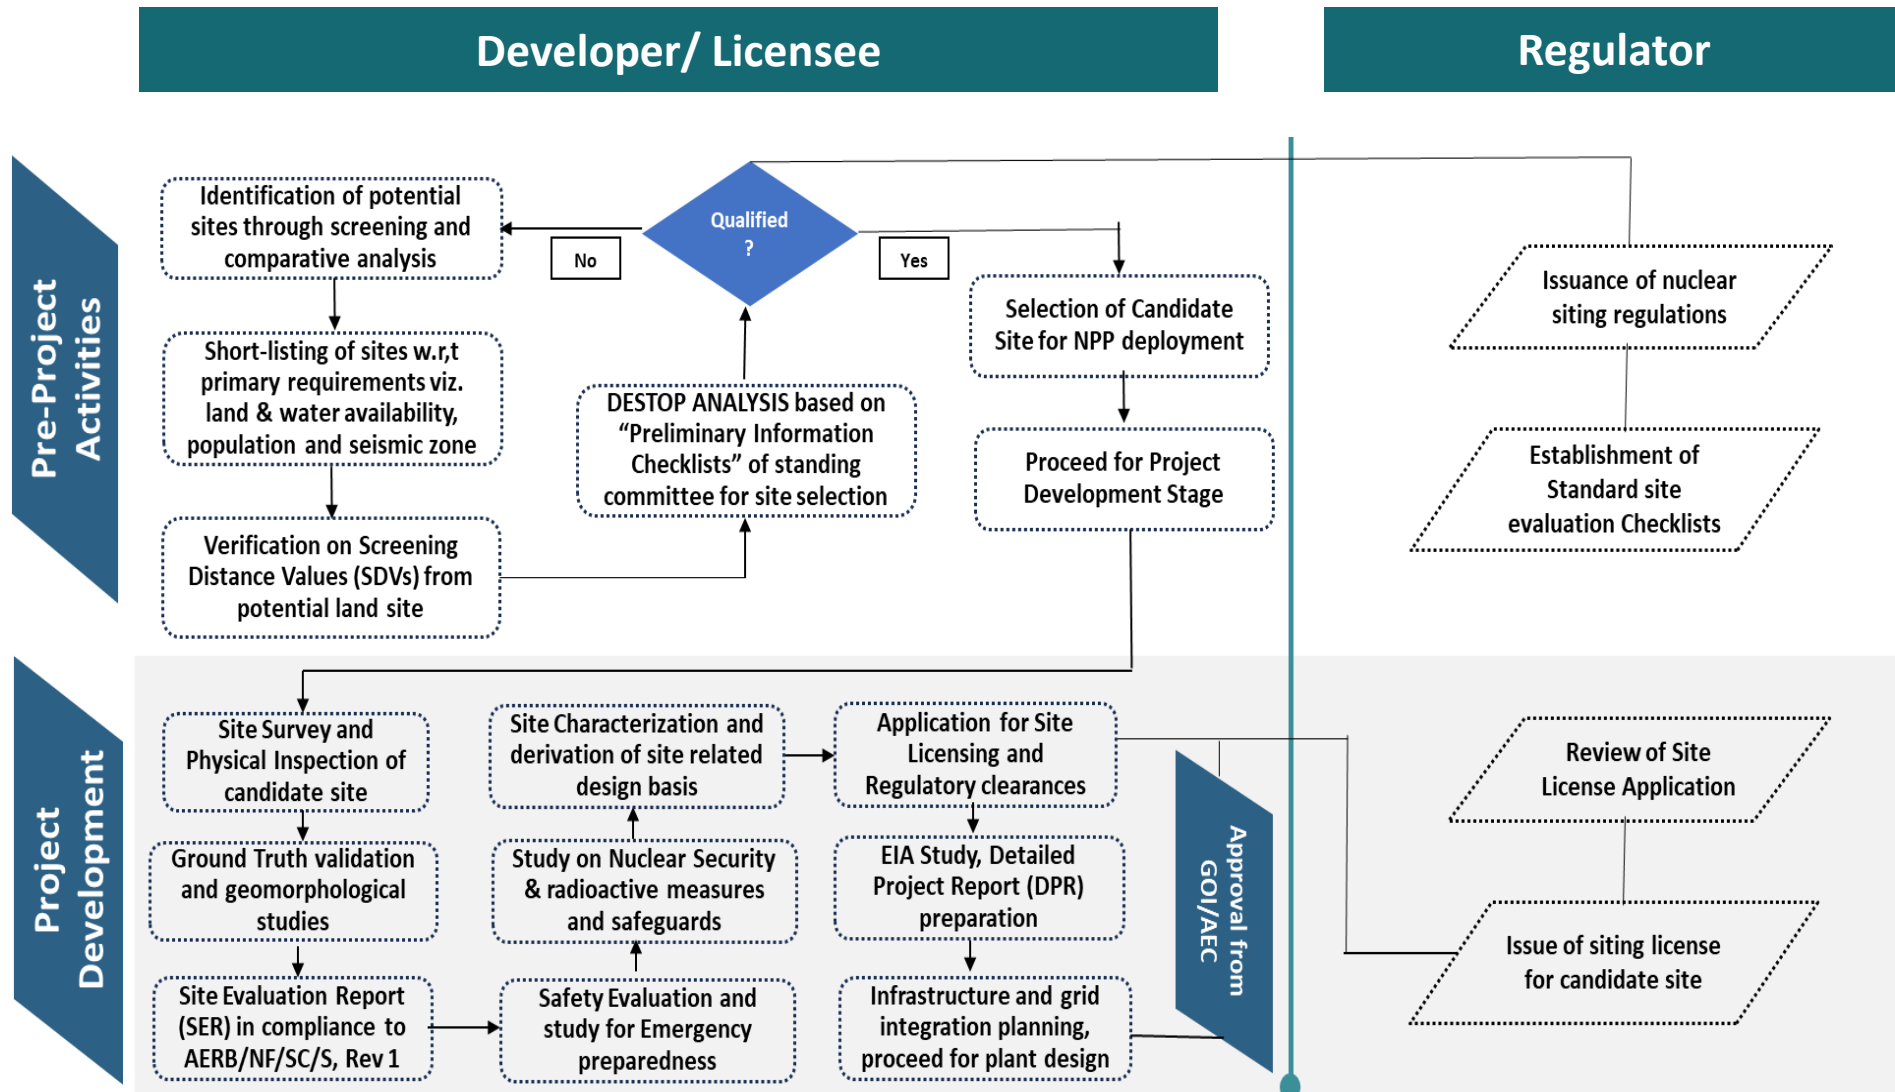 Developer/ Licensee
Regulator
Pre-Project
Activities
Identification of potential
sites through screening and
comparative analysis
Short-listing of sites w.r,t
primary requirements viz.
land & water availability,
population and seismic zone
Verification on Screening
Distance Values (SDVs) from
potential land site
DESTOP ANALYSIS based on
“Preliminary Information
Checklists” of standing
committee for site selection
Qualified
?
No
Yes
Selection of Candidate
Site for NPP deployment
Proceed for Project
Development Stage
Issuance of nuclear
siting regulations
Establishment of
Standard site
evaluation Checklists
Project
Development
Site Survey and
Physical Inspection of
candidate site
Ground Truth validation
and geomorphological
studies
Site Evaluation Report
(SER) in compliance to
AERB/NF/SC/S, Rev 1
Safety Evaluation and
study for Emergency
preparedness
Study on Nuclear Security
& radioactive measures
and safeguards
Site Characterization and
derivation of site related
design basis
Application for Site
Licensing and
Regulatory clearances
EIA Study, Detailed
Project Report (DPR)
preparation
Infrastructure and grid
integration planning,
proceed for plant design
Approval from
GOI/AEC
Review of Site
License Application
Issue of siting license
for candidate site